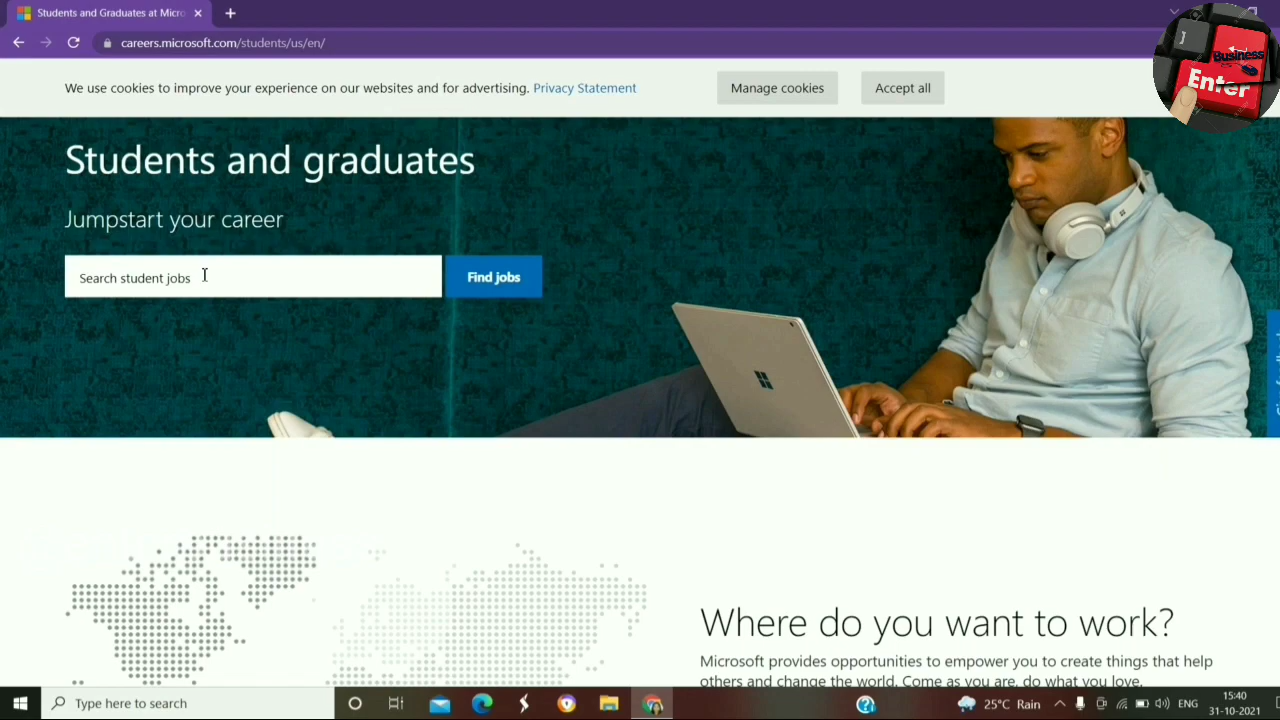 Students and Graduates at Micro
careers.microsoft.com/students/us/en/
We use cookies to improve your experience on our websites and for advertising. Privacy Statement
Manage cookies
Accept all
Business
Enter
Students and graduates
Jumpstart your career
Search student jobs
Find jobs
Where do you want to work?
Microsoft provides opportunities to empower you to create things that help
others and change the world. Come as you are, do what you love.
Type here to search
25°C Rain
ENG
15:40
31-10-2021